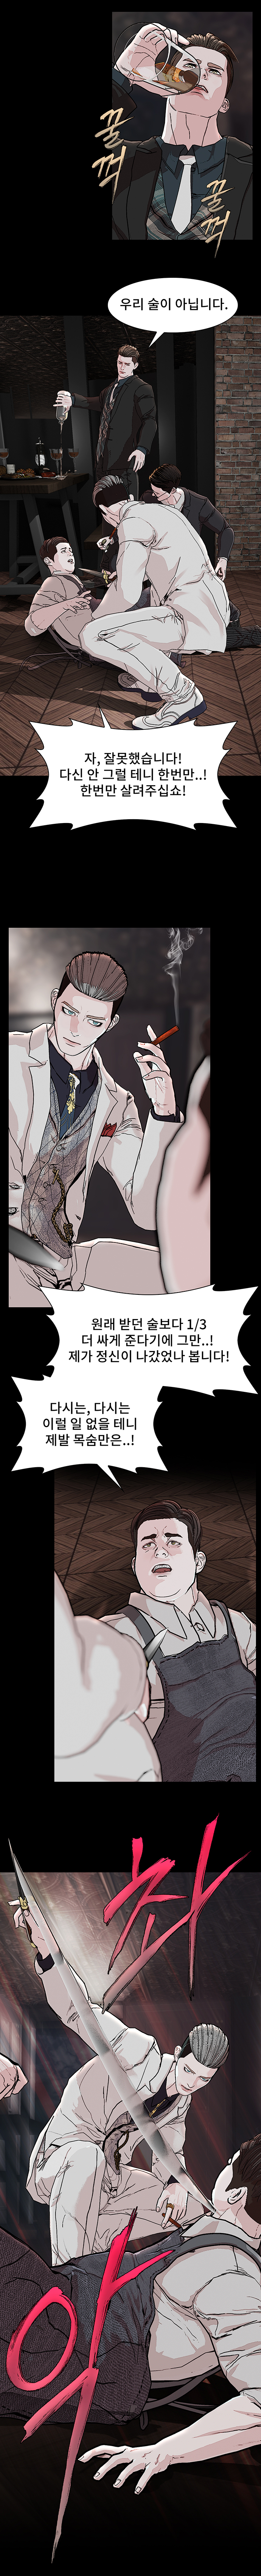 꿀
꺽
꿀
꺽
우리 술이 아닙니다.
자, 잘못했습니다!
다신 안 그럴 테니 한번만..!
한번만 살려주십쇼!
원래 받던 술보다 1/3
더 싸게 준다기에 그만..!
제가 정신이 나갔었나 봅니다!
다시는, 다시는
이럴 일 없을 테니
제발 목숨만은..!
촤
악